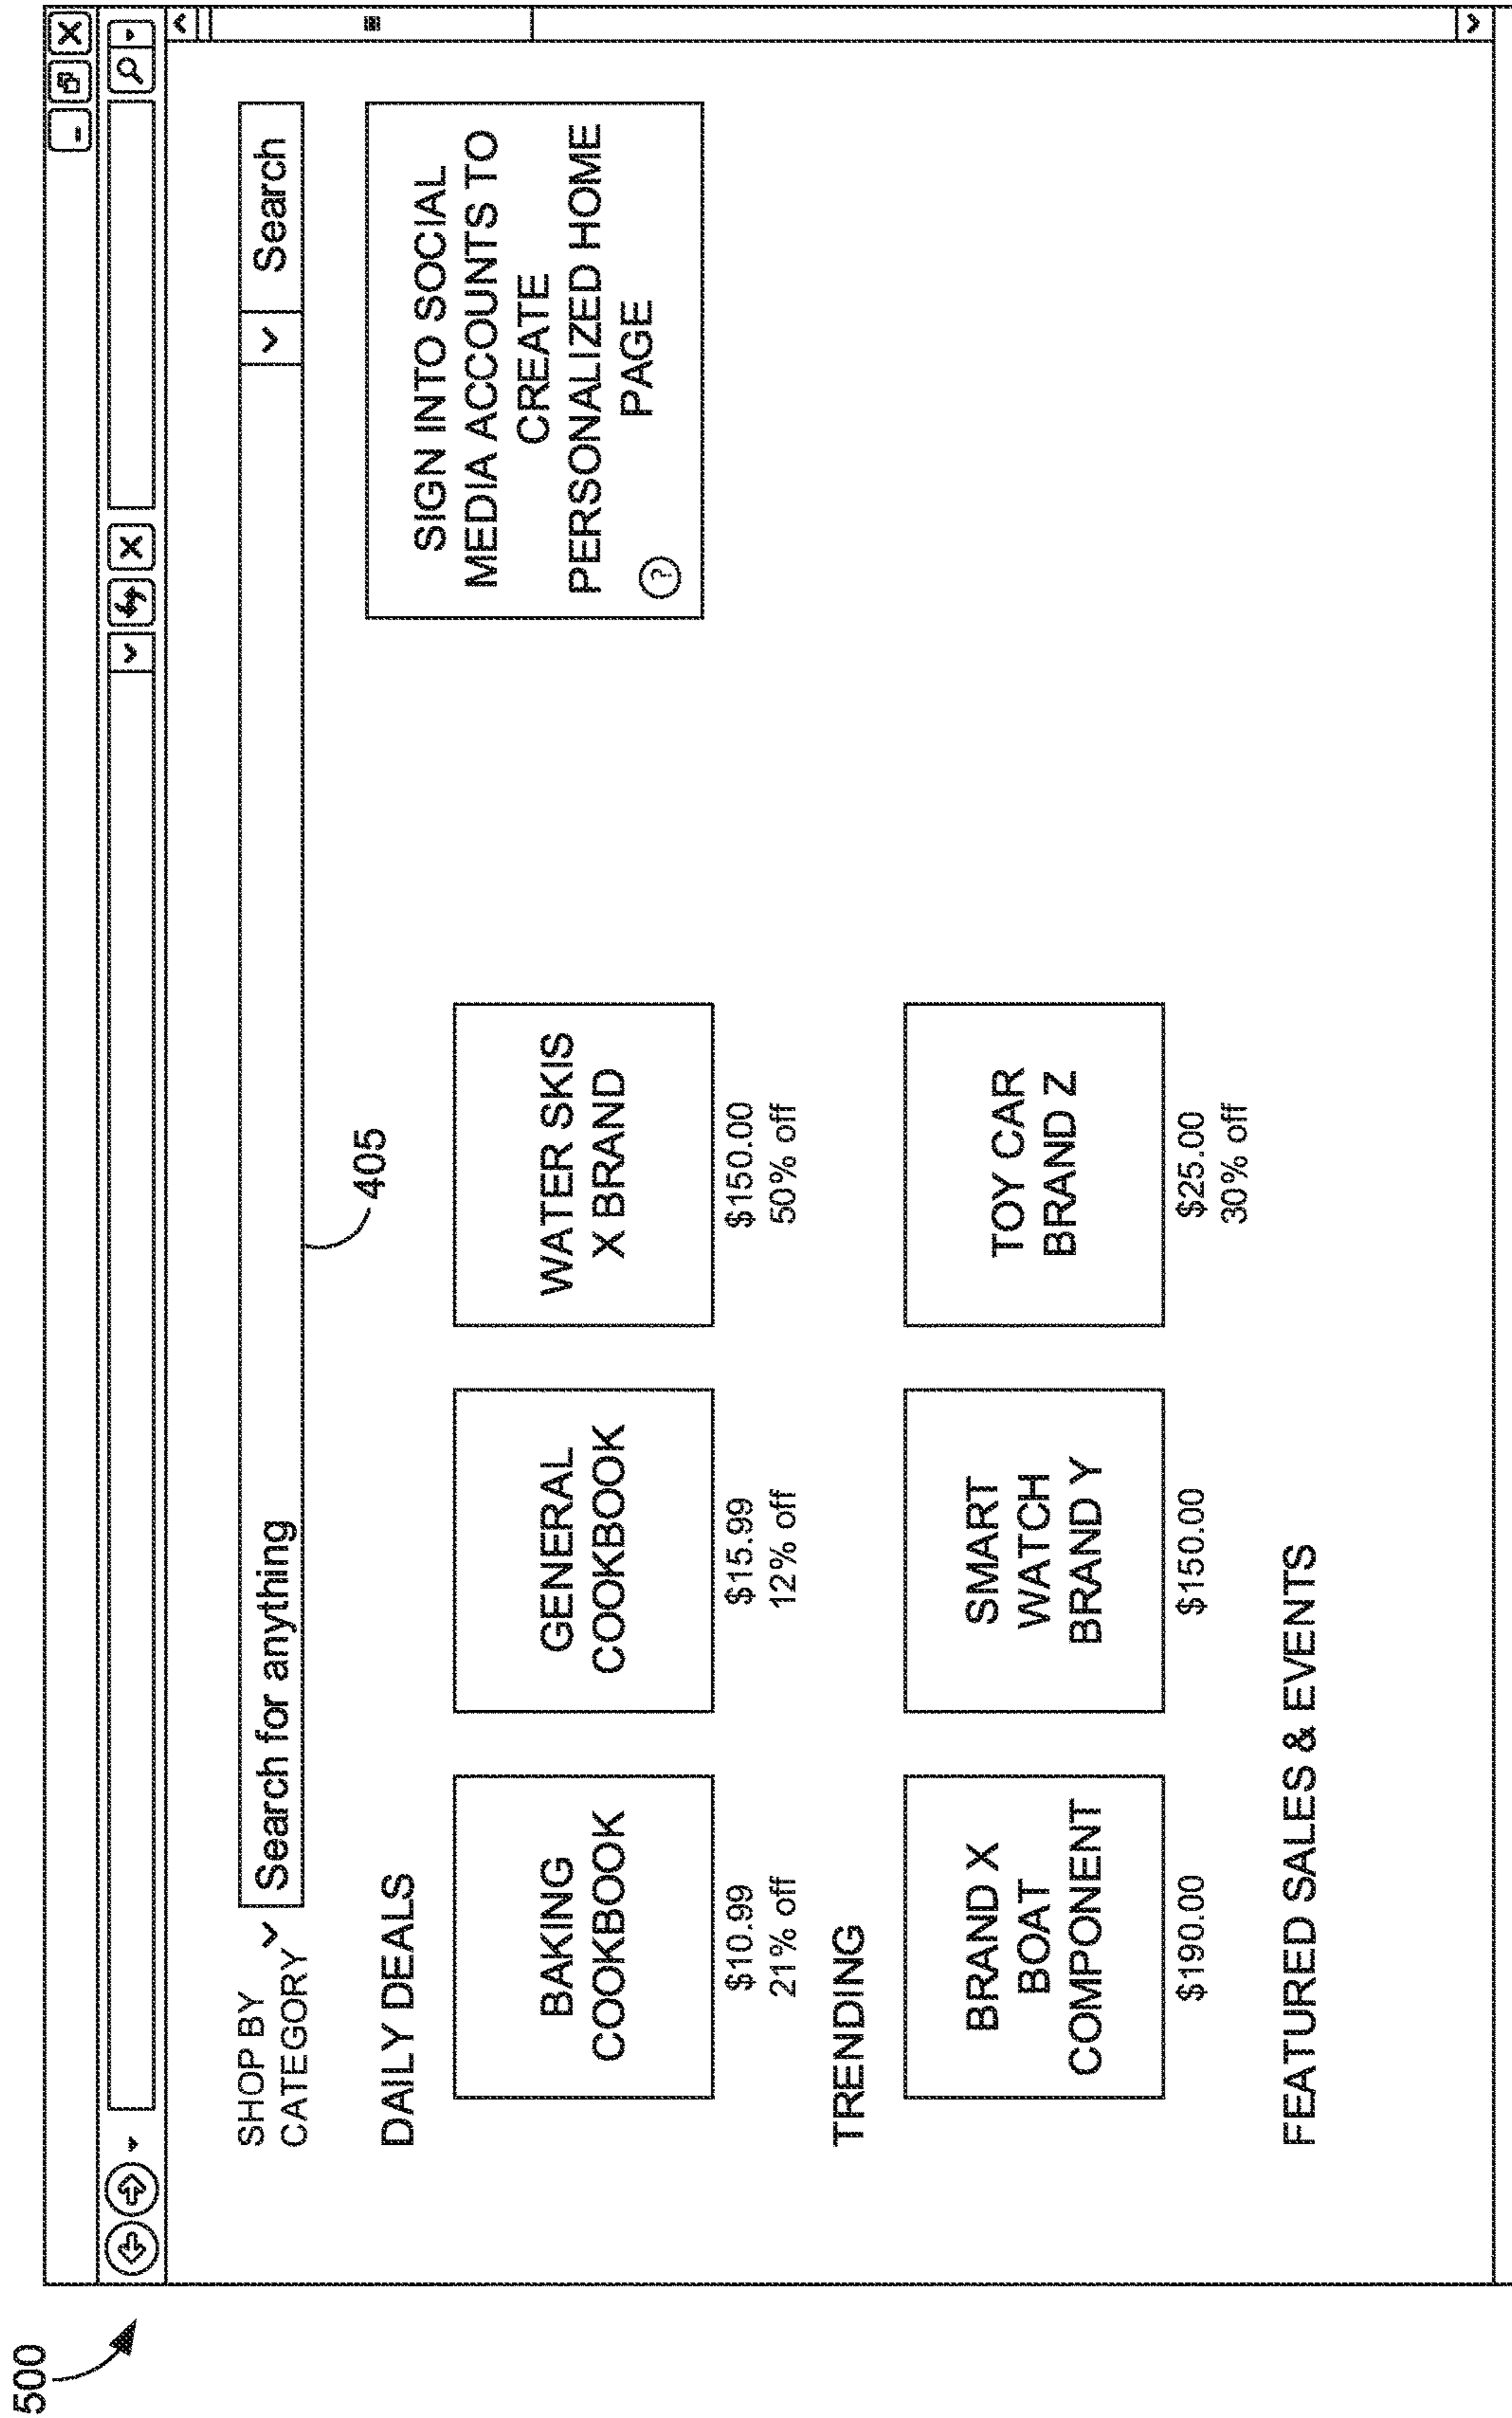 500
SHOP BY
CATEGORY
Search for anything
Search
405
DAILY DEALS
SIGN INTO SOCIAL
MEDIA ACCOUNTS TO
CREATE
PERSONALIZED HOME
PAGE
?
BAKING
COOKBOOK
$10.99
21% off
GENERAL
COOKBOOK
$15.99
12% off
WATER SKIS
X BRAND
$150.00
50% off
TRENDING
BRAND X
BOAT
COMPONENT
$190.00
SMART
WATCH
BRAND Y
$150.00
TOY CAR
BRAND Z
$25.00
30% off
FEATURED SALES & EVENTS